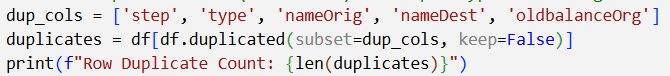 dup_cols = ['step', 'type', 'nameOrig', 'nameDest', 'oldbalanceOrg']
duplicates = df[df.duplicated(subset=dup_cols, keep=False)]
print(f"Row Duplicate Count: {len(duplicates)}")